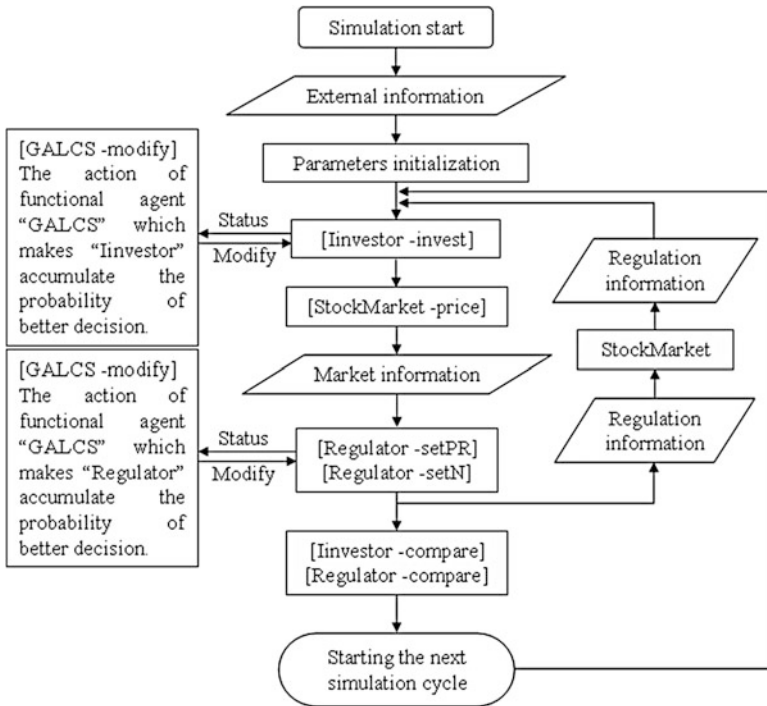 Simulation start
External information
Parameters initialization
[GALCS -modify]
The action of
functional agent
“GALCS” which
makes “Iinvestor”
accumulate the
probability of
better decision.
Status
Modify
[Iinvestor -invest]
[StockMarket -price]
Market information
[GALCS -modify]
The action of
functional agent
“GALCS” which
makes “Regulator”
accumulate the
probability of
better decision.
Status
Modify
[Regulator -setPR]
[Regulator -setN]
Regulation
information
StockMarket
Regulation
information
[Iinvestor -compare]
[Regulator -compare]
Starting the next
simulation cycle